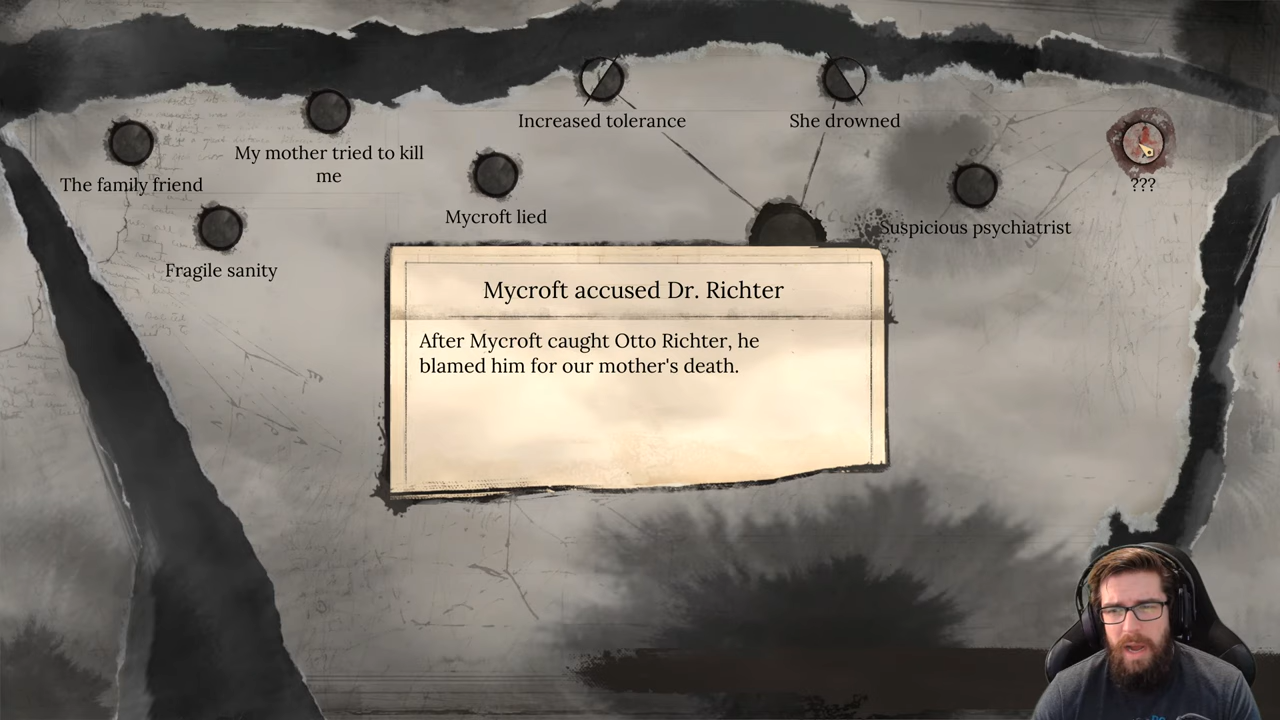 Increased tolerance
She drowned
My mother tried to kill
me
The family friend
???
Mycroft lied
Suspicious psychiatrist
Fragile sanity
Mycroft accused Dr. Richter
After Mycroft caught Otto Richter, he
blamed him for our mother's death.